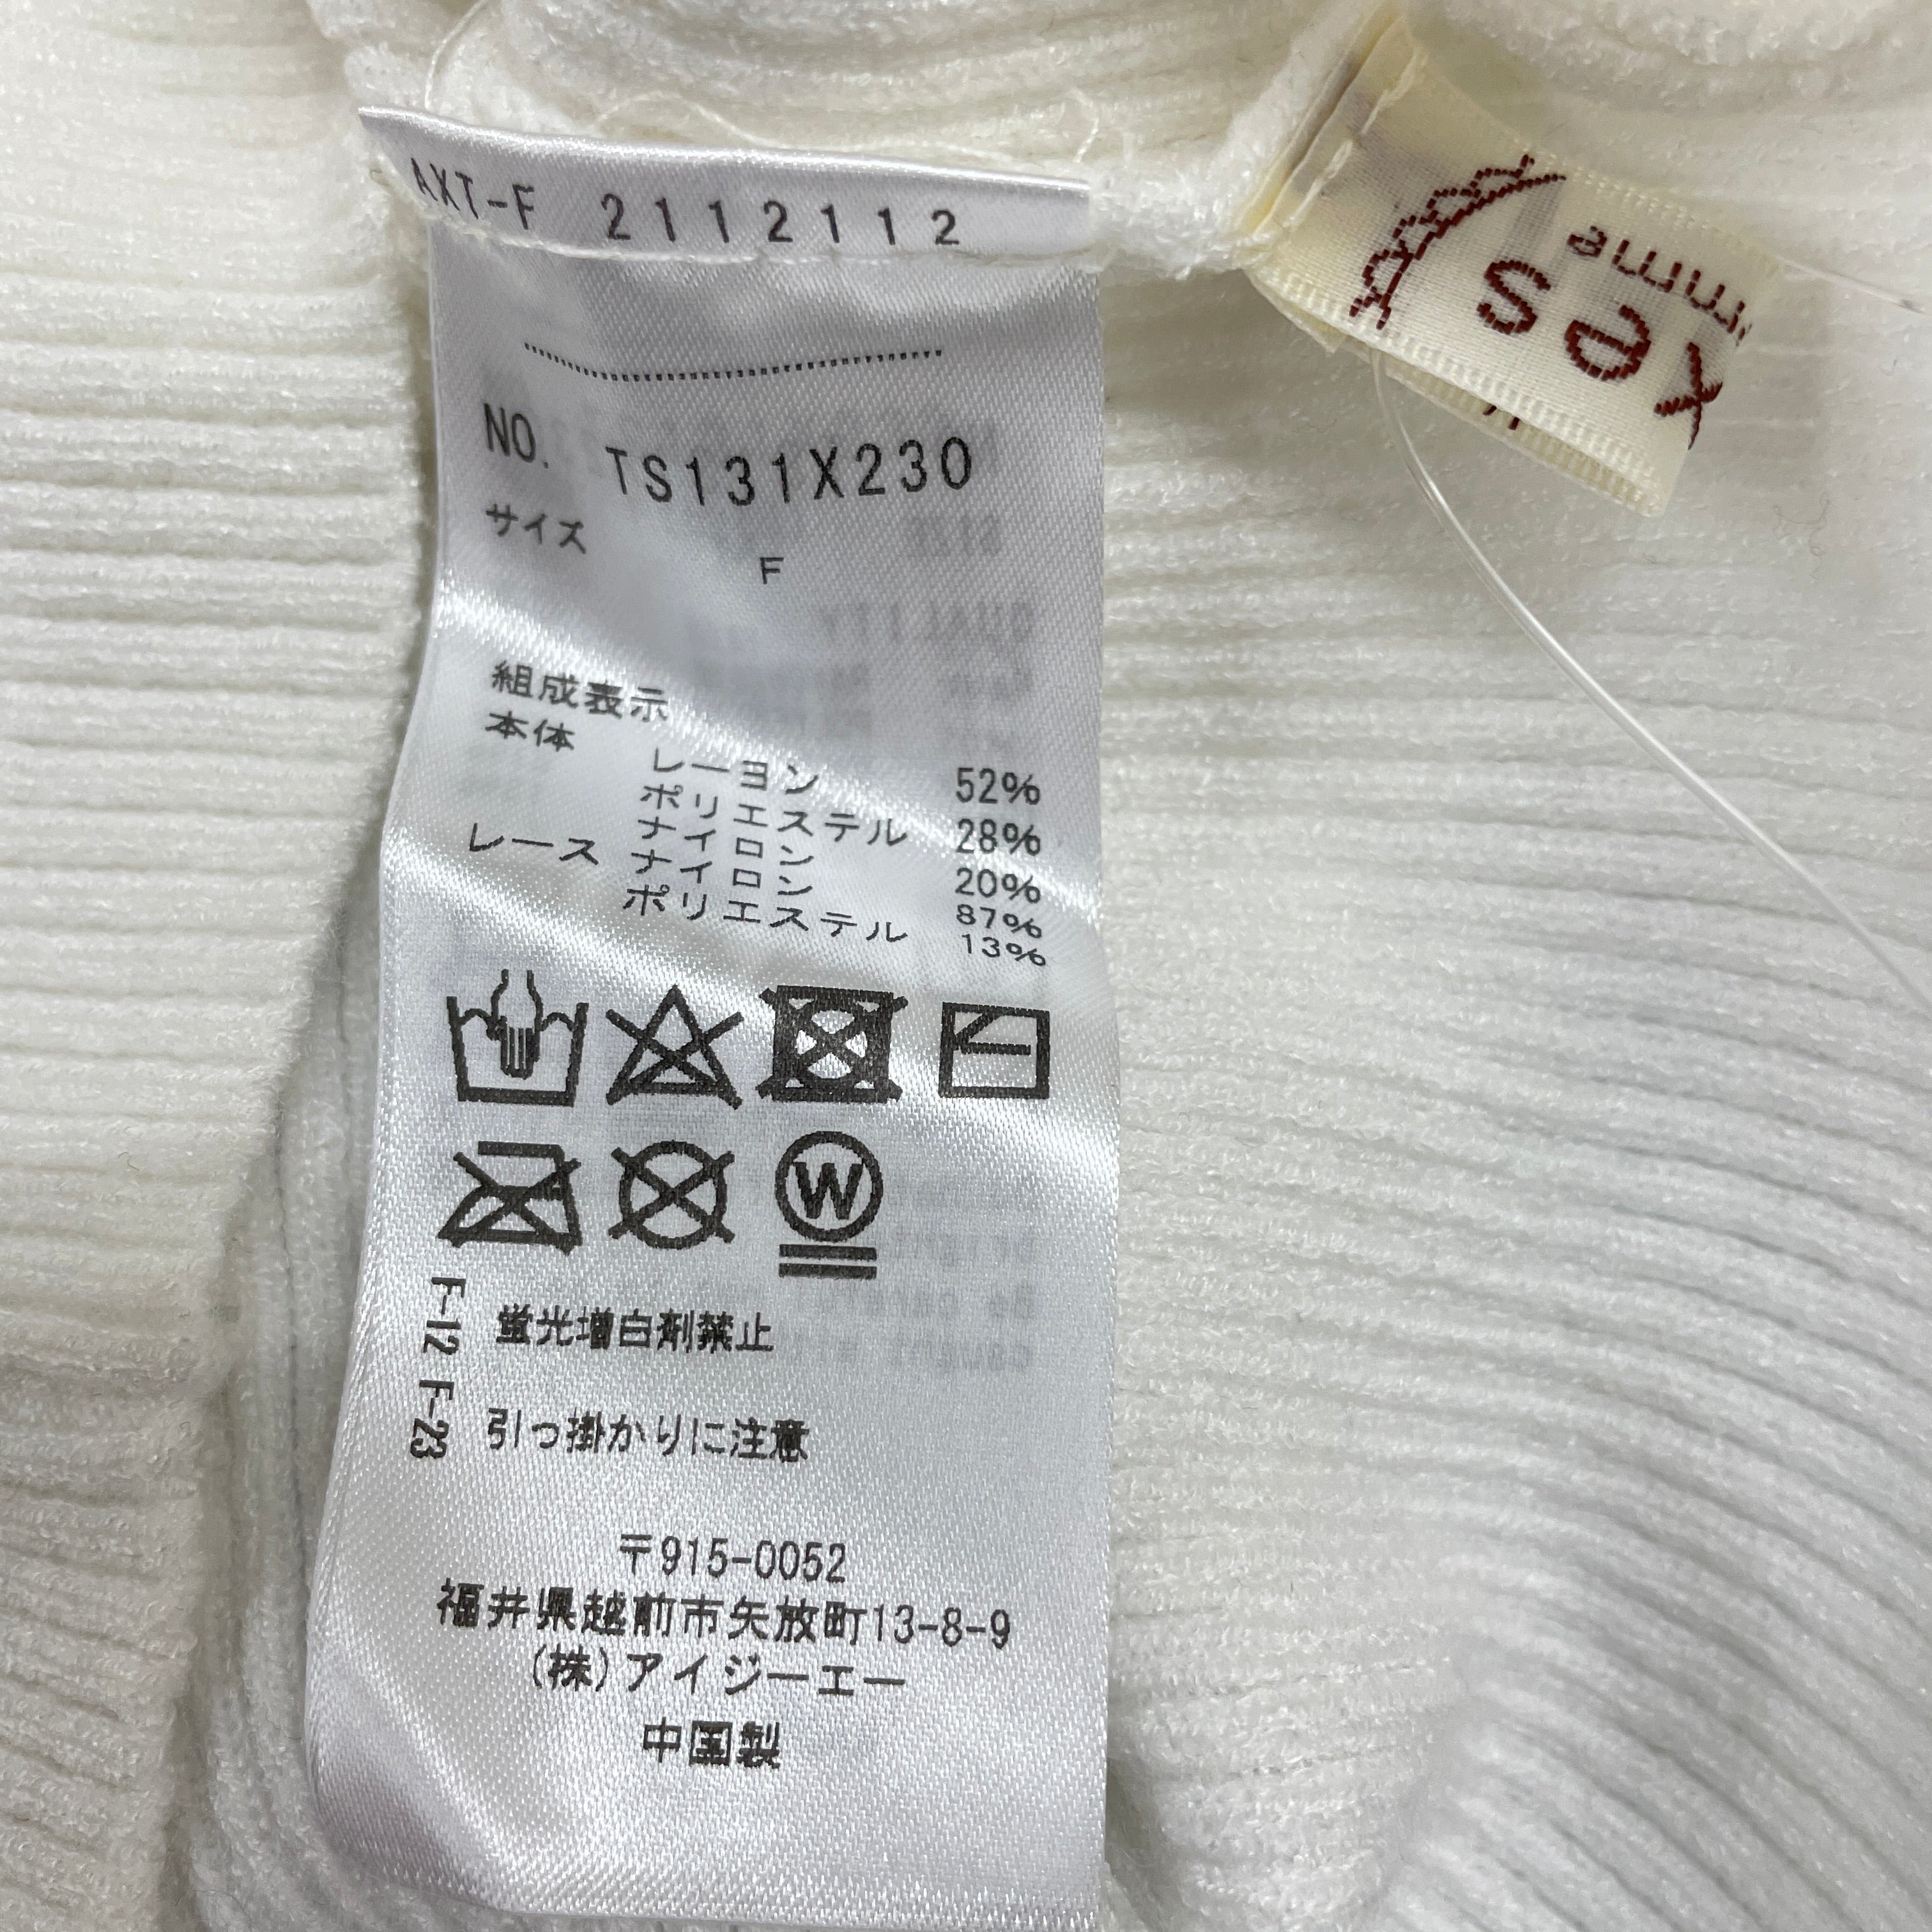 AXT-F 2112112
NO. TS131X230
サイズ
F
組成表示
本体
レーヨン 52%
ポリエステル 28%
ナイロン 20%
レース ナイロン 87%
ポリエステル 13%
W
F-12 蛍光増白剤禁止
F-23 引っ掛かりに注意
〒915-0052
福井県越前市矢放町13-8-9
(株)アイジーエー
中国製
xes
mme